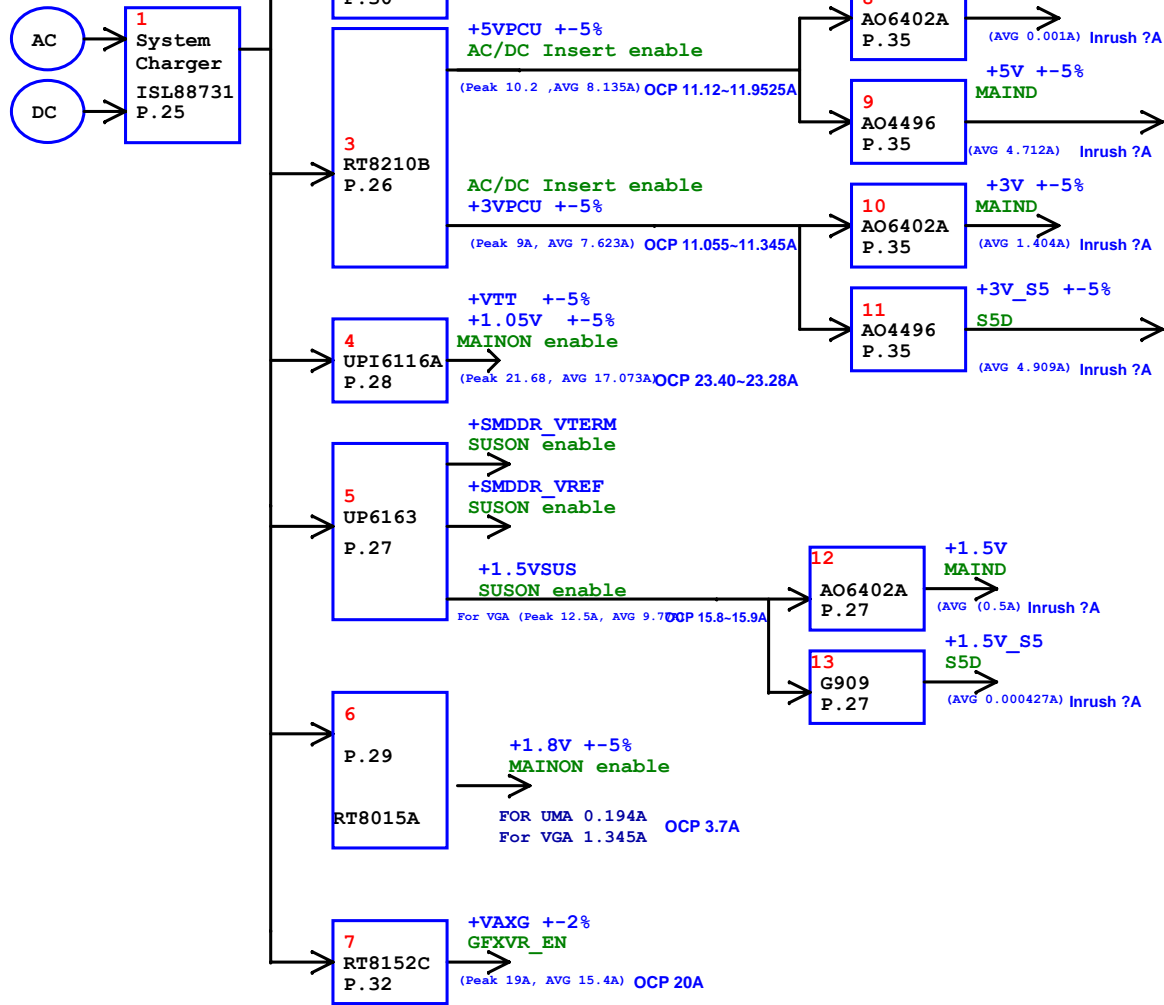 P.30
AC
DC
1
System
Charger
ISL88731
P.25
3
RT8210B
P.26
+5VPCU +-5%
AC/DC Insert enable
(Peak 10.2 ,AVG 8.135A) OCP 11.12~11.9525A
AC/DC Insert enable
+3VPCU +-5%
(Peak 9A, AVG 7.623A) OCP 11.055~11.345A
AO6402A
P.35
(AVG 0.001A) Inrush ?A
9
AO4496
P.35
+5V +-5%
MAIND
(AVG 4.712A) Inrush ?A
10
AO6402A
P.35
+3V +-5%
MAIND
(AVG 1.404A) Inrush ?A
11
AO4496
P.35
+3V_S5 +-5%
S5D
(AVG 4.909A) Inrush ?A
4
UPI6116A
P.28
+VTT +-5%
+1.05V +-5%
MAINON enable
(Peak 21.68, AVG 17.073A) OCP 23.40~23.28A
5
UP6163
P.27
+SMDDR_VTERM
SUSON enable
+SMDDR_VREF
SUSON enable
+1.5VSUS
SUSON enable
For VGA (Peak 12.5A, AVG OCP 15.8~15.9A
12
AO6402A
P.27
+1.5V
MAIND
(AVG (0.5A) Inrush ?A
13
G909
P.27
+1.5V_S5
S5D
(AVG 0.000427A) Inrush ?A
6
P.29
RT8015A
+1.8V +-5%
MAINON enable
FOR UMA 0.194A
For VGA 1.345A
OCP 3.7A
7
RT8152C
P.32
+VAXG +-2%
GFXVR_EN
(Peak 19A, AVG 15.4A) OCP 20A